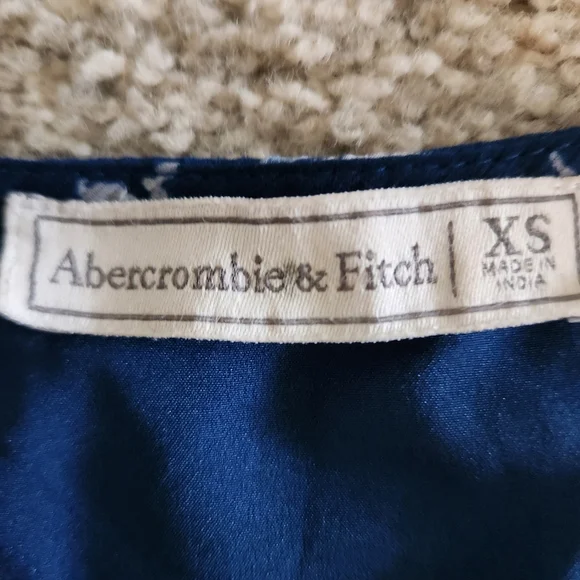 Abercrombie & Fitch | XS
MADE IN
INDIA